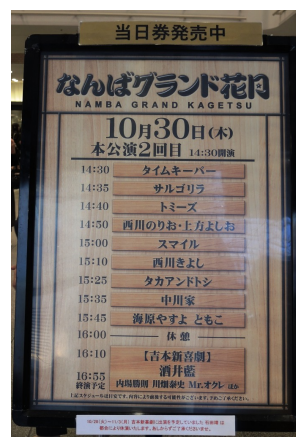 当日券発売中
なんばグランド花月
NAMBA GRAND KAGETSU
10月30日(木)
本公演2回目 14:30開演
14:30 タイムキーパー
14:35 サルゴリラ
14:40 トミーズ
14:50 西川のりお・上方よしお
15:00 スマイル
15:10 西川きよし
15:25 タカアンドトシ
15:35 中川家
15:45 海原やすよ ともこ
16:00 休憩
16:10 【吉本新喜劇】
酒井藍
16:55 内場勝則 川畑泰史 Mr.オクレ ほか
終演予定